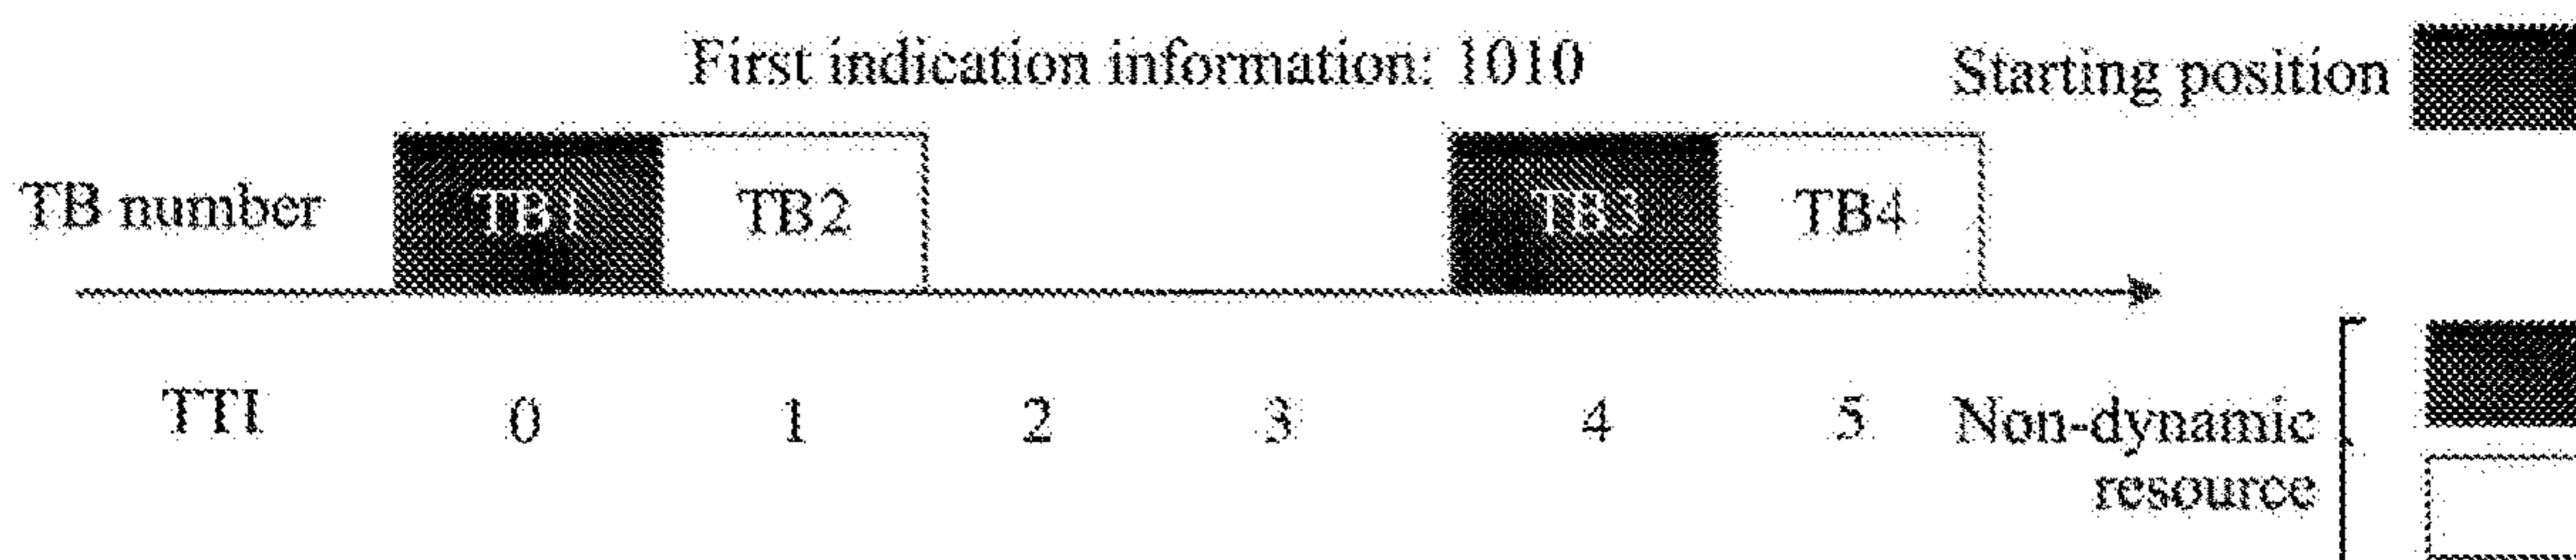 First indication information: 1010
Starting position
TB number TB1 TB2 TB3 TB4
TTI 0 1 2 3 4 5
Non-dynamic
resource